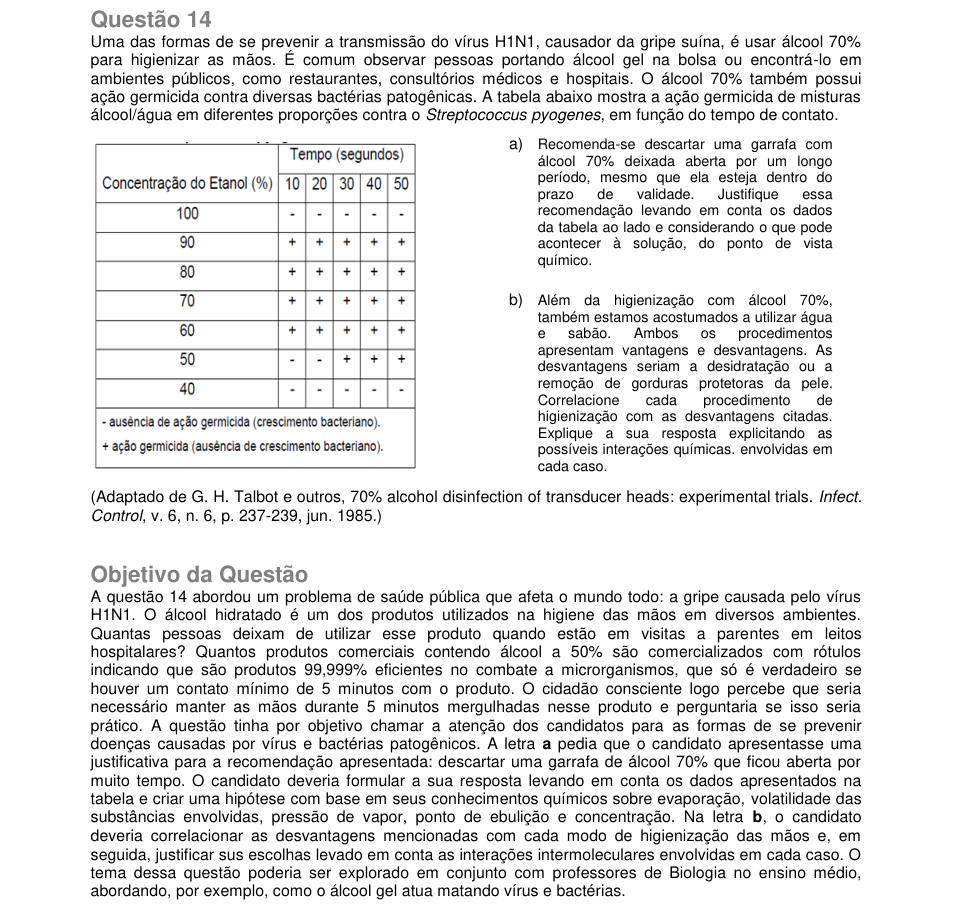 Questão 14
Uma das formas de se prevenir a transmissão do vírus H1N1, causador da gripe suína, é usar álcool 70%
para higienizar as mãos. É comum observar pessoas portando álcool gel na bolsa ou encontrá-lo em
ambientes públicos, como restaurantes, consultórios médicos e hospitais. O álcool 70% também possui
ação germicida contra diversas bactérias patogênicas. A tabela abaixo mostra a ação germicida de misturas
álcool/água em diferentes proporções contra o Streptococcus pyogenes, em função do tempo de contato.
Tempo (segundos)
Concentração do Etanol (%) 10 20 30 40 50
100 - - - - -
90 + + + + +
80 + + + + +
70 + + + + +
60 + + + + +
50 - - + + +
40 - - - - -
- ausência de ação germicida (crescimento bacteriano).
+ ação germicida (ausência de crescimento bacteriano).
a) Recomenda-se descartar uma garrafa com
álcool 70% deixada aberta por um longo
período, mesmo que ela esteja dentro do
prazo de validade. Justifique essa
recomendação levando em conta os dados
da tabela ao lado e considerando o que pode
acontecer à solução, do ponto de vista
químico.
b) Além da higienização com álcool 70%,
também estamos acostumados a utilizar água
e sabão. Ambos os procedimentos
apresentam vantagens e desvantagens. As
desvantagens seriam a desidratação ou a
remoção de gorduras protetoras da pele.
Correlacione cada procedimento de
higienização com as desvantagens citadas.
Explique a sua resposta explicitando as
possíveis interações químicas. envolvidas em
cada caso.
(Adaptado de G. H. Talbot e outros, 70% alcohol disinfection of transducer heads: experimental trials. Infect.
Control, v. 6, n. 6, p. 237-239, jun. 1985.)
Objetivo da Questão
A questão 14 abordou um problema de saúde pública que afeta o mundo todo: a gripe causada pelo vírus
H1N1. O álcool hidratado é um dos produtos utilizados na higiene das mãos em diversos ambientes.
Quantas pessoas deixam de utilizar esse produto quando estão em visitas a parentes em leitos
hospitalares? Quantos produtos comerciais contendo álcool a 50% são comercializados com rótulos
indicando que são produtos 99,999% eficientes no combate a microrganismos, que só é verdadeiro se
houver um contato mínimo de 5 minutos com o produto. O cidadão consciente logo percebe que seria
necessário manter as mãos durante 5 minutos mergulhadas nesse produto e perguntaria se isso seria
prático. A questão tinha por objetivo chamar a atenção dos candidatos para as formas de se prevenir
doenças causadas por vírus e bactérias patogênicos. A letra a pedia que o candidato apresentasse uma
justificativa para a recomendação apresentada: descartar uma garrafa de álcool 70% que ficou aberta por
muito tempo. O candidato deveria formular a sua resposta levando em conta os dados apresentados na
tabela e criar uma hipótese com base em seus conhecimentos químicos sobre evaporação, volatilidade das
substâncias envolvidas, pressão de vapor, ponto de ebulição e concentração. Na letra b, o candidato
deveria correlacionar as desvantagens mencionadas com cada modo de higienização das mãos e, em
seguida, justificar sus escolhas levado em conta as interações intermoleculares envolvidas em cada caso. O
tema dessa questão poderia ser explorado em conjunto com professores de Biologia no ensino médio,
abordando, por exemplo, como o álcool gel atua matando vírus e bactérias.